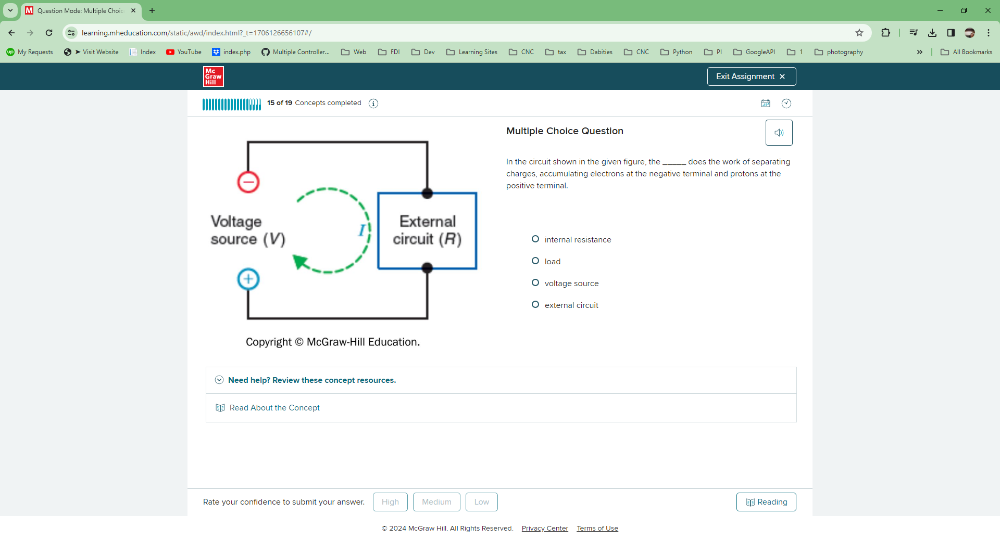 Question Mode: Multiple Choic
learning.mheducation.com/static/awd/index.html?_t=1706126656107#/
My Requests
➤ Visit Website
Index
YouTube
index.php
Multiple Controller...
Web
FDI
Dev
Learning Sites
CNC
tax
Dabities
CNC
Python
PI
GoogleAPI
1
photography
»
All Bookmarks
Mc
Graw
Hill
Exit Assignment ×
15 of 19 Concepts completed
Multiple Choice Question
In the circuit shown in the given figure, the _____ does the work of separating
charges, accumulating electrons at the negative terminal and protons at the
positive terminal.
Voltage
source (V)
I
External
circuit (R)
Copyright © McGraw-Hill Education.
internal resistance
load
voltage source
external circuit
Need help? Review these concept resources.
Read About the Concept
Rate your confidence to submit your answer.
High
Medium
Low
Reading
© 2024 McGraw Hill. All Rights Reserved. Privacy Center Terms of Use